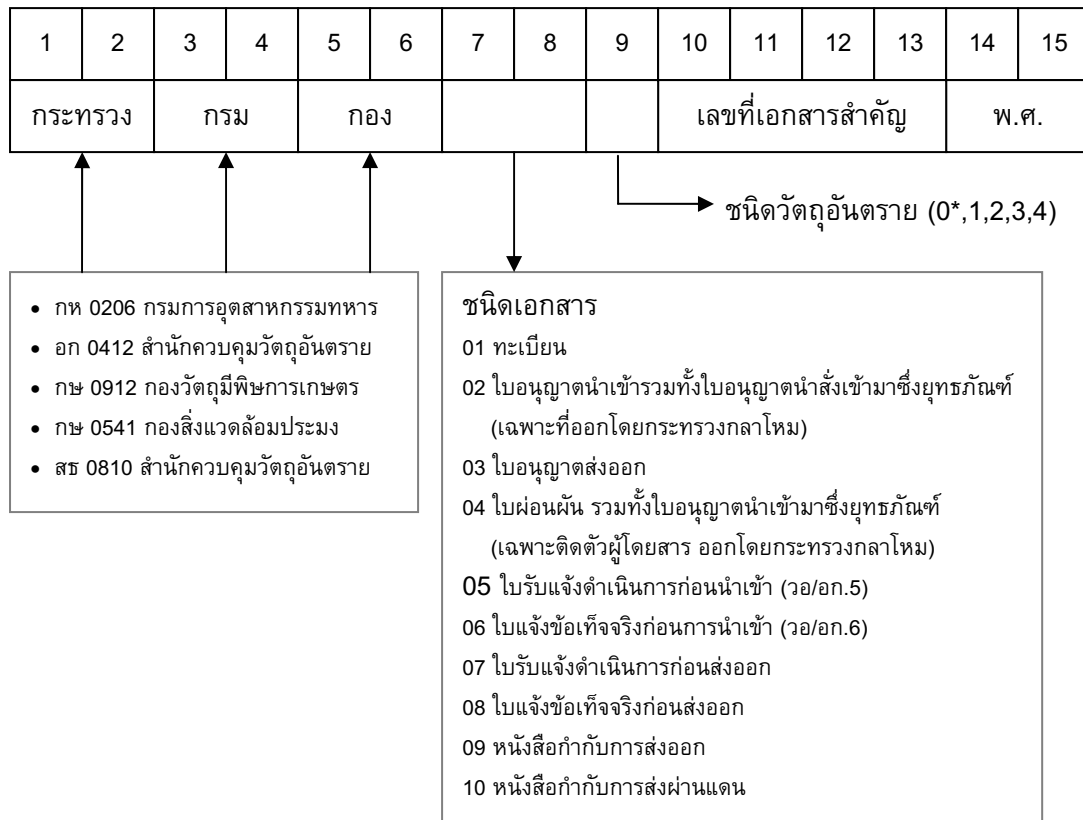 1 2 3 4 5 6 7 8 9 10 11 12 13 14 15
กระทรวง กรม กอง เลขที่เอกสารสำคัญ พ.ศ.
ชนิดวัตถุอันตราย (0*,1,2,3,4)
• กห 0206 กรมการอุตสาหกรรมทหาร
• อก 0412 สำนักควบคุมวัตถุอันตราย
• กษ 0912 กองวัตถุมีพิษการเกษตร
• กษ 0541 กองสิ่งแวดล้อมประมง
• สธ 0810 สำนักควบคุมวัตถุอันตราย
ชนิดเอกสาร
01 ทะเบียน
02 ใบอนุญาตนำเข้ารวมทั้งใบอนุญาตนำสั่งเข้ามาซึ่งยุทธภัณฑ์
(เฉพาะที่ออกโดยกระทรวงกลาโหม)
03 ใบอนุญาตส่งออก
04 ใบผ่อนผัน รวมทั้งใบอนุญาตนำเข้ามาซึ่งยุทธภัณฑ์
(เฉพาะติดตัวผู้โดยสาร ออกโดยกระทรวงกลาโหม)
05 ใบรับแจ้งดำเนินการก่อนนำเข้า (วอ/อก.5)
06 ใบแจ้งข้อเท็จจริงก่อนการนำเข้า (วอ/อก.6)
07 ใบรับแจ้งดำเนินการก่อนส่งออก
08 ใบแจ้งข้อเท็จจริงก่อนส่งออก
09 หนังสือกำกับการส่งออก
10 หนังสือกำกับการส่งผ่านแดน